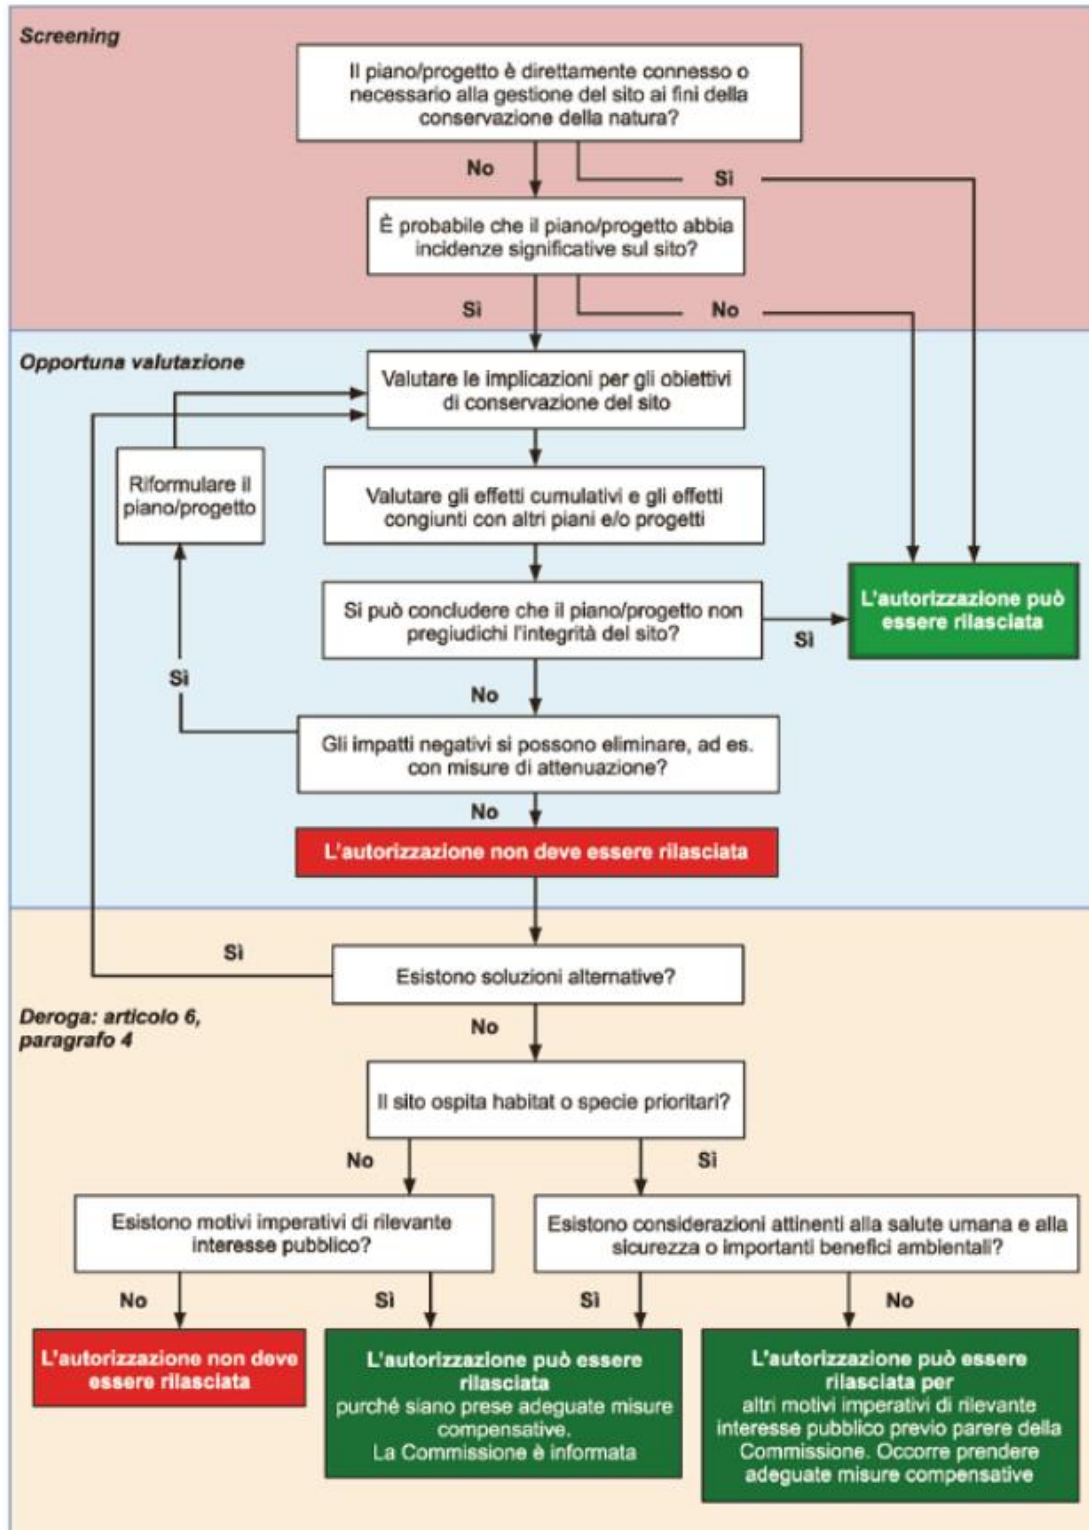 Screening
Il piano/progetto è direttamente connesso o
necessario alla gestione del sito ai fini della
conservazione della natura?
No
Sì
È probabile che il piano/progetto abbia
incidenze significative sul sito?
Sì
No
Opportuna valutazione
Valutare le implicazioni per gli obiettivi
di conservazione del sito
Riformulare il
piano/progetto
Valutare gli effetti cumulativi e gli effetti
congiunti con altri piani e/o progetti
Si può concludere che il piano/progetto non
pregiudichi l'integrità del sito?
Sì
L'autorizzazione può
essere rilasciata
Sì
No
Gli impatti negativi si possono eliminare, ad es.
con misure di attenuazione?
No
L'autorizzazione non deve essere rilasciata
Sì
Esistono soluzioni alternative?
Deroga: articolo 6,
paragrafo 4
No
Il sito ospita habitat o specie prioritari?
No
Sì
Esistono motivi imperativi di rilevante
interesse pubblico?
Esistono considerazioni attinenti alla salute umana e alla
sicurezza o importanti benefici ambientali?
No
Sì
Sì
No
L'autorizzazione non deve
essere rilasciata
L'autorizzazione può essere
rilasciata
purché siano prese adeguate misure
compensative.
La Commissione è informata
L'autorizzazione può essere
rilasciata per
altri motivi imperativi di rilevante
interesse pubblico previo parere della
Commissione. Occorre prendere
adeguate misure compensative